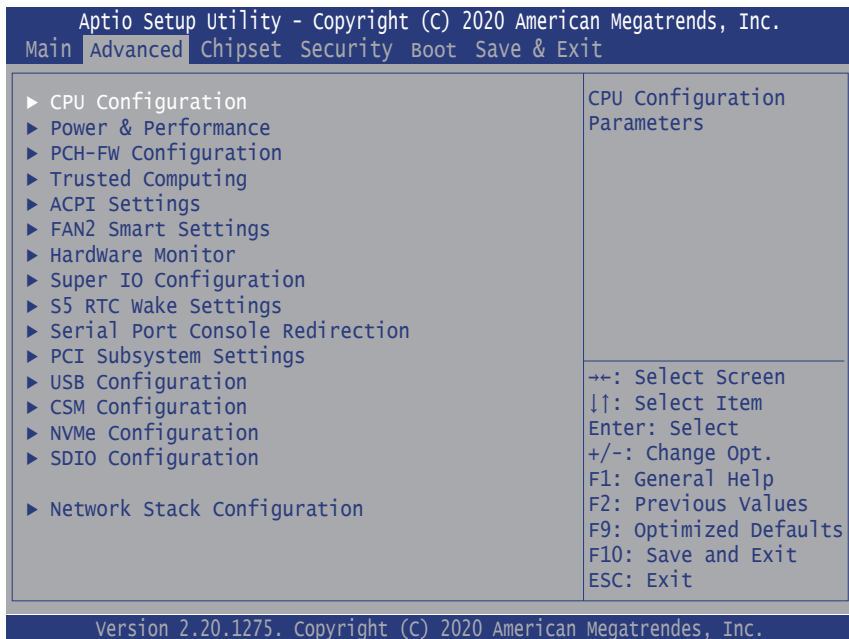 Aptio Setup Utility - Copyright (C) 2020 American Megatrends, Inc.
Main Advanced Chipset Security Boot Save & Exit
▶ CPU Configuration
▶ Power & Performance
▶ PCH-FW Configuration
▶ Trusted Computing
▶ ACPI Settings
▶ FAN2 Smart Settings
▶ HardWare Monitor
▶ Super IO Configuration
▶ S5 RTC Wake Settings
▶ Serial Port Console Redirection
▶ PCI Subsystem Settings
▶ USB Configuration
▶ CSM Configuration
▶ NVMe Configuration
▶ SDIO Configuration
▶ Network Stack Configuration
CPU Configuration
Parameters
→←: Select Screen
↓↑: Select Item
Enter: Select
+/-: Change Opt.
F1: General Help
F2: Previous Values
F9: Optimized Defaults
F10: Save and Exit
ESC: Exit
Version 2.20.1275. Copyright (C) 2020 American Megatrendes, Inc.